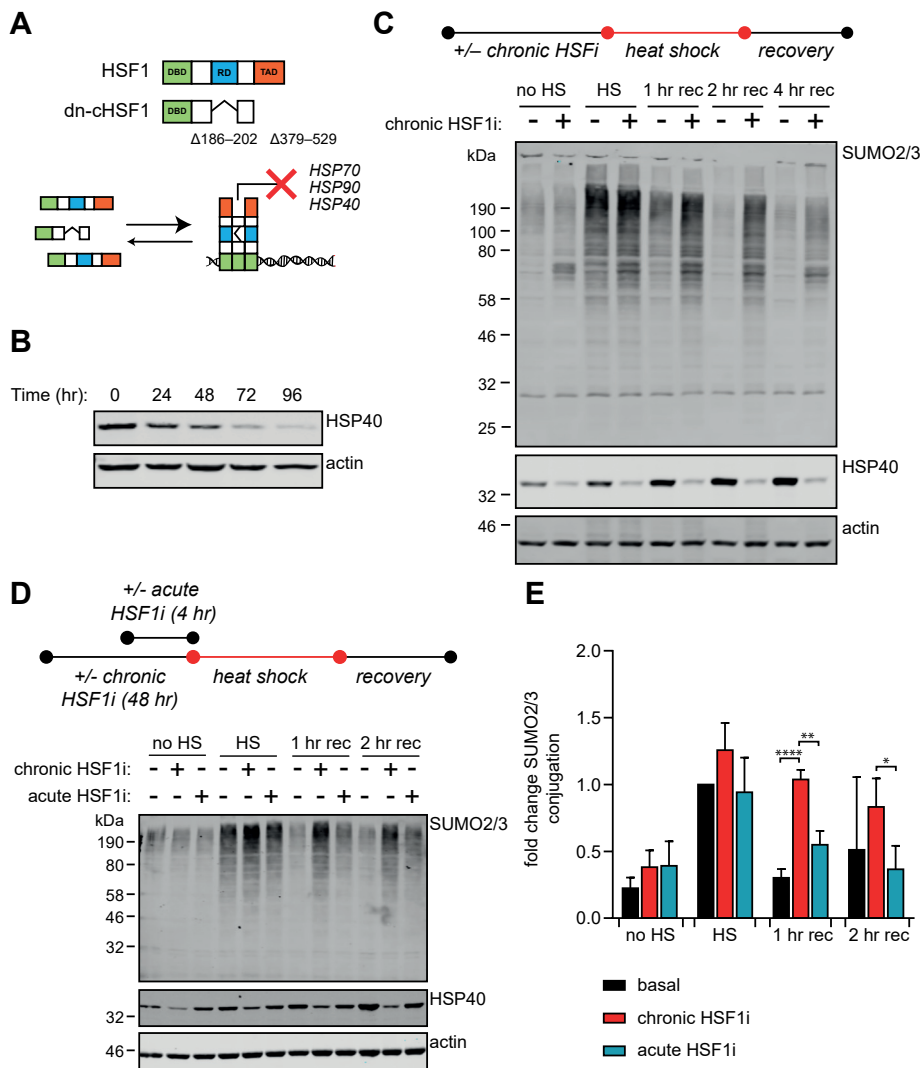 A
HSF1
DBD
RD
TAD
dn-cHSF1
DBD
Δ186–202 Δ379–529
HSP70
HSP90
HSP40
B
Time (hr): 0 24 48 72 96
HSP40
actin
C
+/– chronic HSFi heat shock recovery
no HS HS 1 hr rec 2 hr rec 4 hr rec
chronic HSF1i: - + - + - + - + - +
kDa
SUMO2/3
190
100
80
58
46
32
25
HSP40
32
46
actin
D
+/- acute
HSF1i (4 hr)
+/- chronic
HSF1i (48 hr)
heat shock recovery
no HS HS 1 hr rec 2 hr rec
chronic HSF1i: - + - - + - - + - - + -
acute HSF1i: - - + - - + - - + - - +
kDa
SUMO2/3
190
80
58
46
32
HSP40
32
actin
46
E
fold change SUMO2/3
conjugation
2.0
1.5
1.0
0.5
0.0
**** **
*
no HS HS 1 hr rec 2 hr rec
basal
chronic HSF1i
acute HSF1i